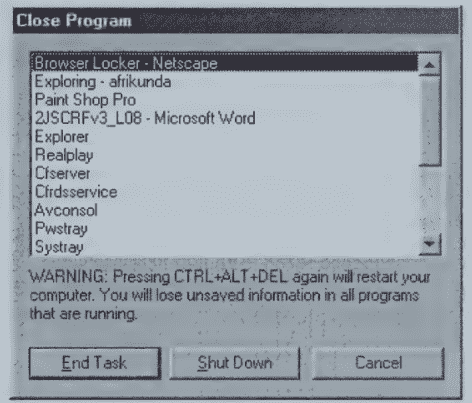 Close Program
Browser Locker - Netscape
Exploring - afrikunda
Paint Shop Pro
2JSCRFv3_L08 - Microsoft Word
Explorer
Realplay
Cfserver
Cfrdsservice
Avconsol
Pwstray
Systray
WARNING: Pressing CTRL+ALT+DEL again will restart your
computer. You will lose unsaved information in all programs
that are running.
End Task
Shut Down
Cancel